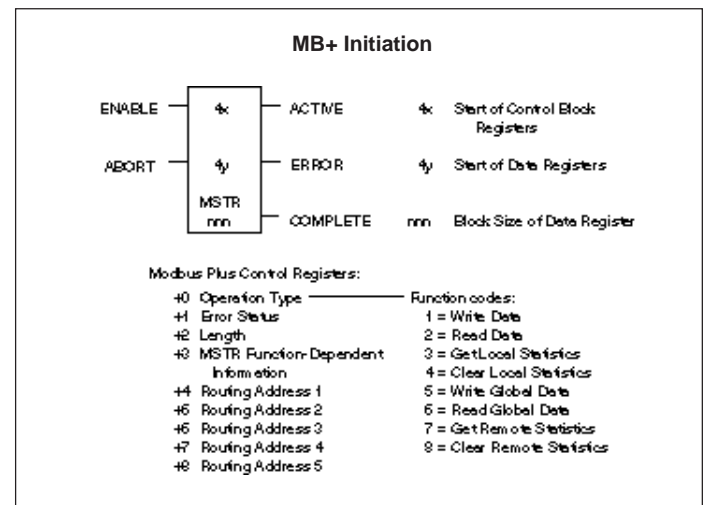 MB+ Initiation
ENABLE 4x ACTIVE 4x Start of Control Block
Registers
ABORT 4y ERROR 4y Start of Data Registers
MSTR
nnn COMPLETE nnn Block Size of Data Register
Modbus Plus Control Registers:
+0 Operation Type Function codes:
+1 Error Status 1 = Write Data
+2 Length 2 = Read Data
+3 MSTR Function-Dependent 3 = Get Local Statistics
Information 4 = Clear Local Statistics
+4 Routing Address 1 5 = Write Global Data
+5 Routing Address 2 6 = Read Global Data
+6 Routing Address 3 7 = Get Remote Statistics
+7 Routing Address 4 8 = Clear Remote Statistics
+8 Routing Address 5